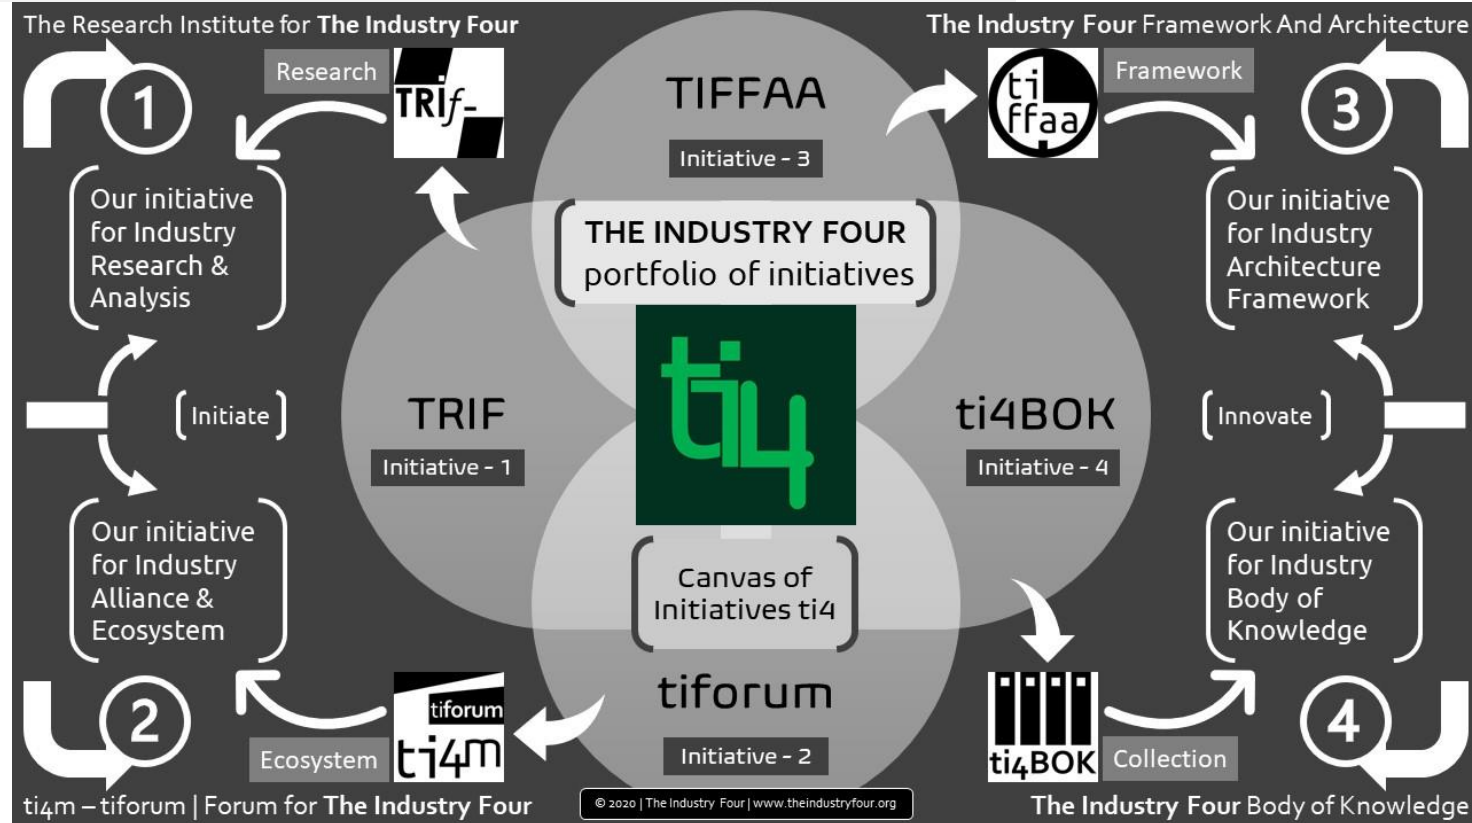 The Research Institute for The Industry Four
1
Research
TRif-
Our initiative
for Industry
Research &
Analysis
TIFFAA
Initiative - 3
The Industry Four Framework And Architecture
ti
ffaa
Framework
3
Our initiative
for Industry
Architecture
Framework
THE INDUSTRY FOUR
portfolio of initiatives
ti4
TRIF
Initiative - 1
ti4BOK
Initiative - 4
Initiate
Innovate
Canvas of
Initiatives ti4
Our initiative
for Industry
Alliance &
Ecosystem
2
Ecosystem
tiforum
ti4m
ti4m – tiforum | Forum for The Industry Four
tiforum
Initiative - 2
© 2020 | The Industry Four | www.theindustryfour.org
Our initiative
for Industry
Body of
Knowledge
ti4BOK
Collection
4
The Industry Four Body of Knowledge